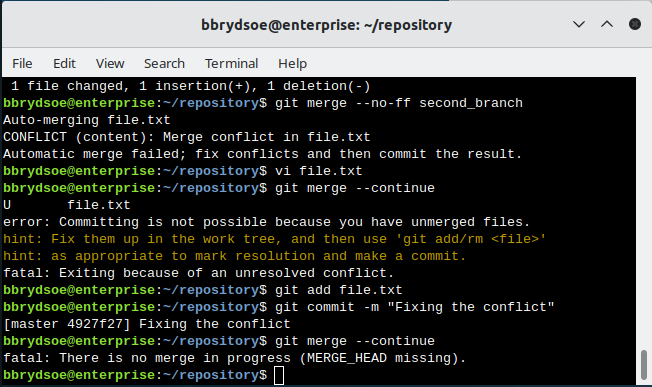 bbrydsoe@enterprise: ~/repository
File Edit View Search Terminal Help
1 file changed, 1 insertion(+), 1 deletion(-)
bbrydsoe@enterprise:~/repository$ git merge --no-ff second_branch
Auto-merging file.txt
CONFLICT (content): Merge conflict in file.txt
Automatic merge failed; fix conflicts and then commit the result.
bbrydsoe@enterprise:~/repository$ vi file.txt
bbrydsoe@enterprise:~/repository$ git merge --continue
U       file.txt
error: Committing is not possible because you have unmerged files.
hint: Fix them up in the work tree, and then use 'git add/rm <file>'
hint: as appropriate to mark resolution and make a commit.
fatal: Exiting because of an unresolved conflict.
bbrydsoe@enterprise:~/repository$ git add file.txt
bbrydsoe@enterprise:~/repository$ git commit -m "Fixing the conflict"
[master 4927f27] Fixing the conflict
bbrydsoe@enterprise:~/repository$ git merge --continue
fatal: There is no merge in progress (MERGE_HEAD missing).
bbrydsoe@enterprise:~/repository$